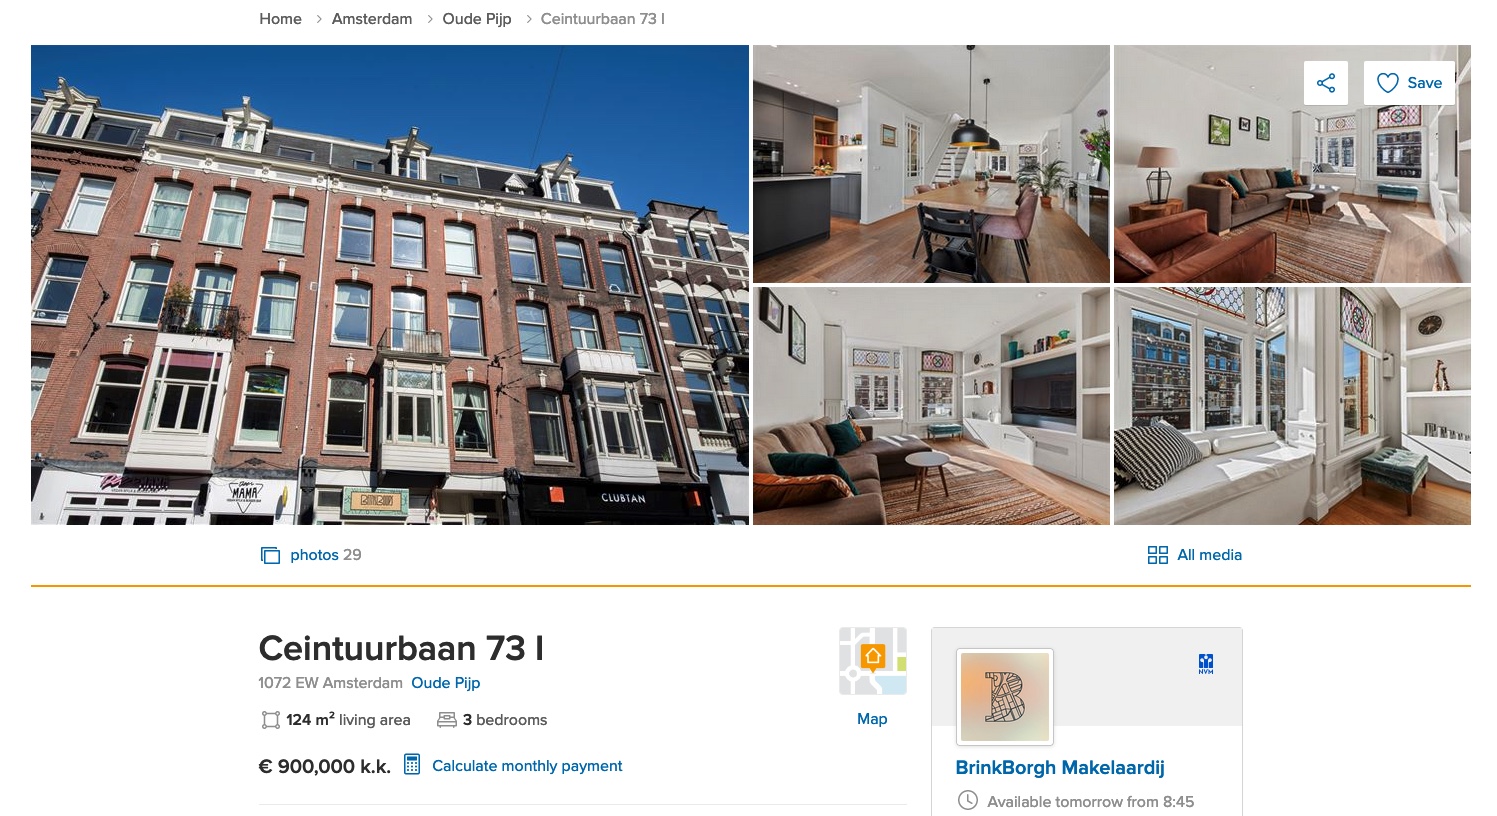 Home > Amsterdam > Oude Pijp > Ceintuurbaan 73 I
Save
MAMA
CLUBTAN
photos 29
All media
Ceintuurbaan 73 I
1072 EW Amsterdam Oude Pijp
124 m² living area 3 bedrooms
€ 900,000 k.k. Calculate monthly payment
Map
NVM
B
BrinkBorgh Makelaardij
Available tomorrow from 8:45